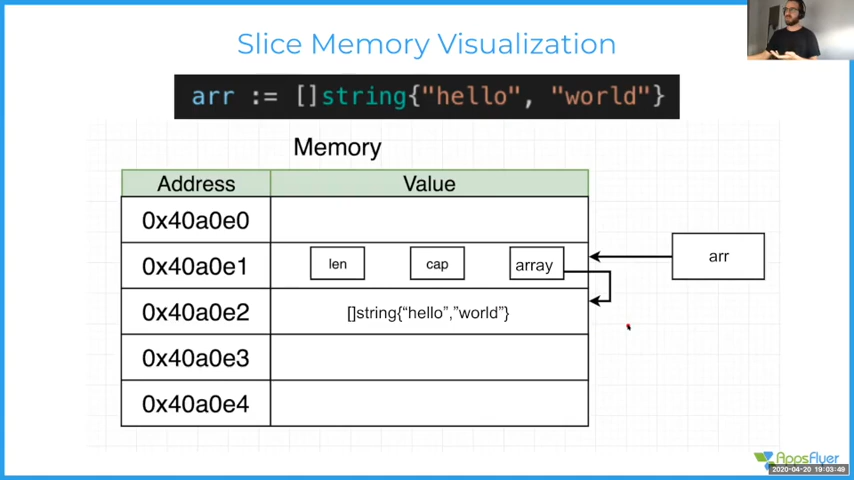 Slice Memory Visualization
arr := []string{"hello", "world"}
Memory
Address Value
0x40a0e0
0x40a0e1 len cap array arr
0x40a0e2 []string{“hello”,”world”}
0x40a0e3
0x40a0e4
AppsFlyer
2020-04-20 19:03:49